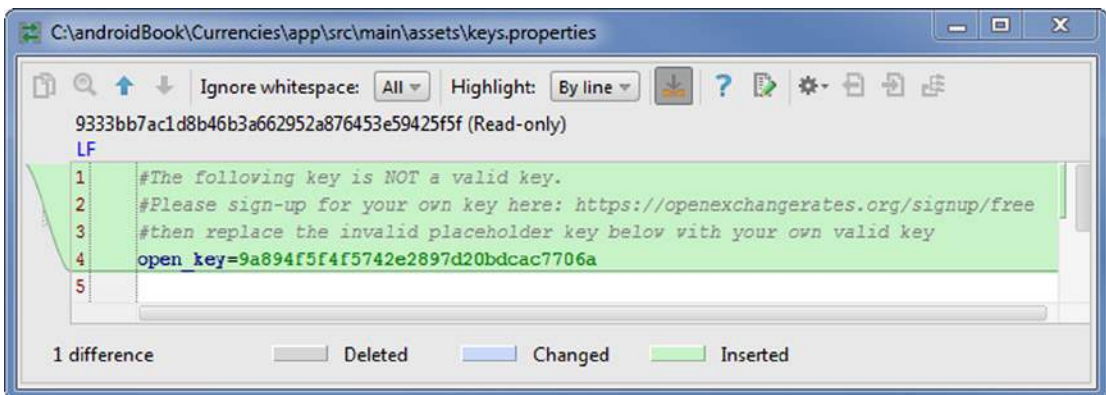 C:\androidBook\Currencies\app\src\main\assets\keys.properties
Ignore whitespace: All Highlight: By line ?
9333bb7ac1d8b46b3a662952a876453e59425f5f (Read-only)
LF
1 #The following key is NOT a valid key.
2 #Please sign-up for your own key here: https://openexchangerates.org/signup/free
3 #then replace the invalid placeholder key below with your own valid key
4 open_key=9a894f5f4f5742e2897d20bdcac7706a
5
1 difference Deleted Changed Inserted